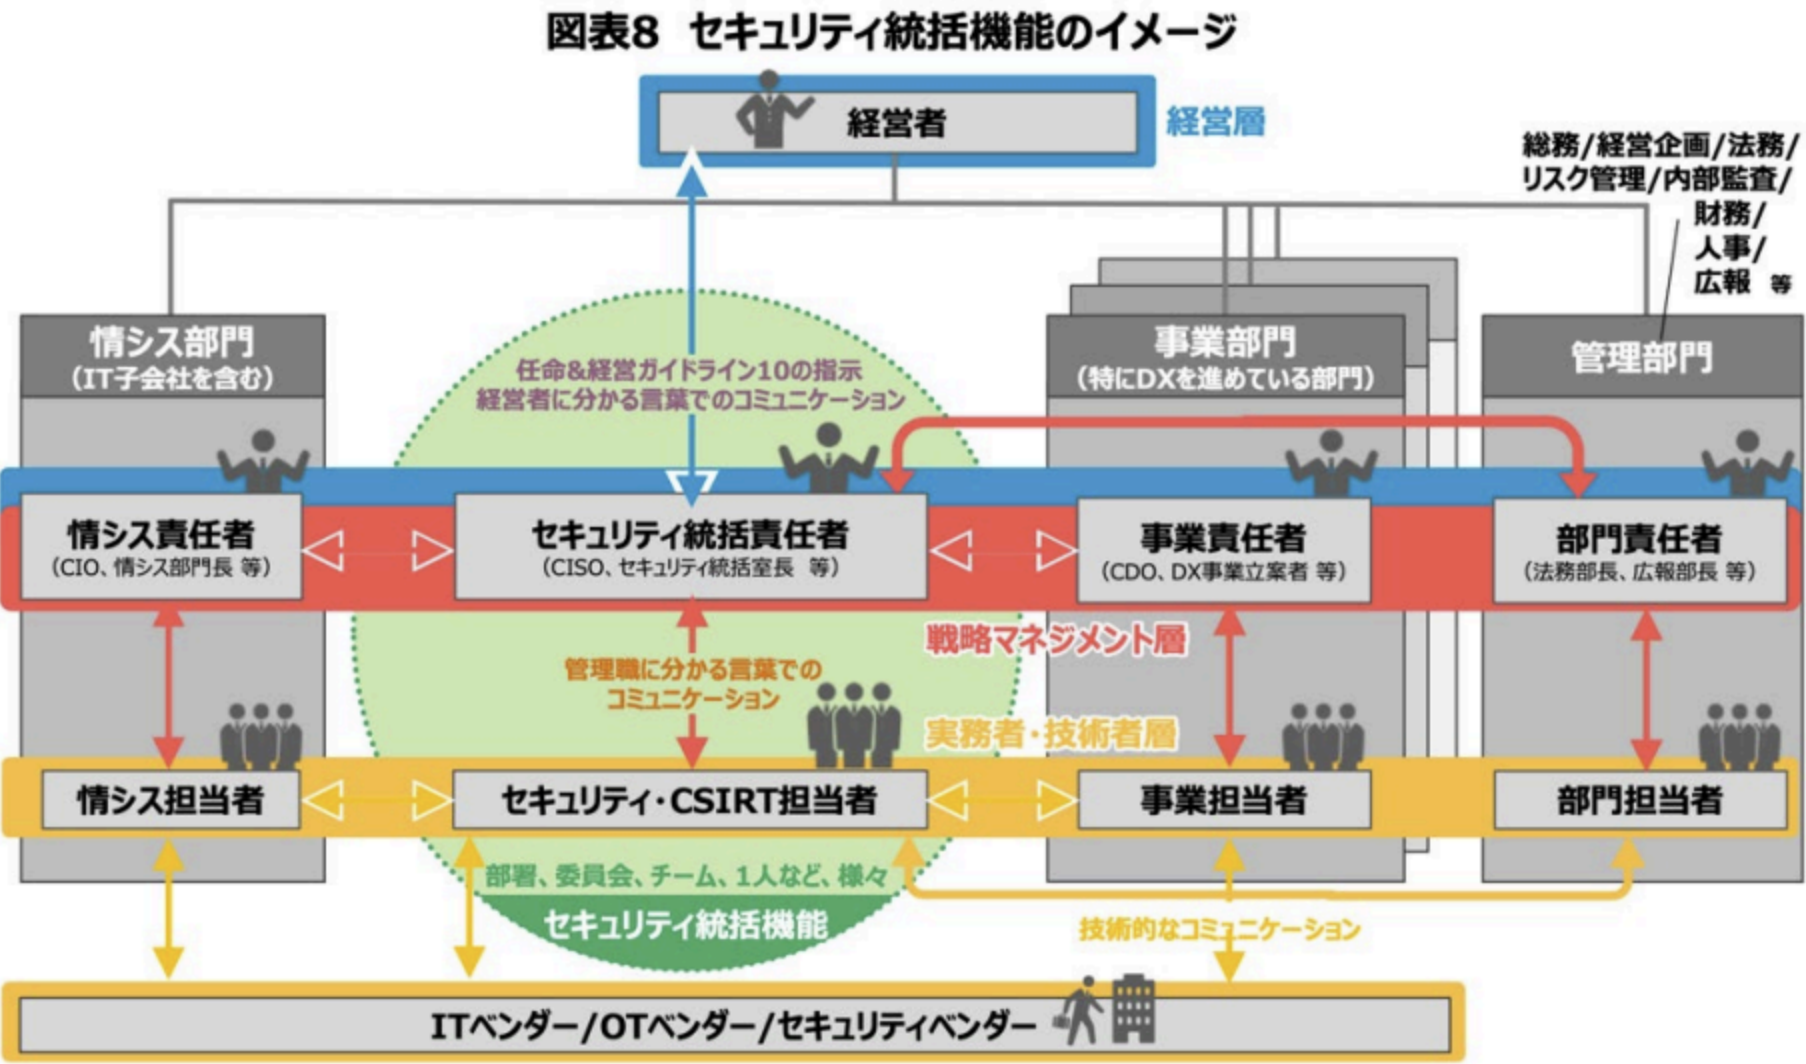 図表8 セキュリティ統括機能のイメージ
経営者
経営層
総務/経営企画/法務/
リスク管理/内部監査/
財務/
人事/
広報 等
情シス部門
(IT子会社を含む)
任命&経営ガイドライン10の指示
経営者に分かる言葉でのコミュニケーション
事業部門
(特にDXを進めている部門)
管理部門
情シス責任者
(CIO、情シス部門長 等)
セキュリティ統括責任者
(CISO、セキュリティ統括室長 等)
事業責任者
(CDO、DX事業立案者 等)
部門責任者
(法務部長、広報部長 等)
戦略マネジメント層
管理職に分かる言葉での
コミュニケーション
実務者・技術者層
情シス担当者
セキュリティ・CSIRT担当者
事業担当者
部門担当者
部署、委員会、チーム、1人など、様々
セキュリティ統括機能
技術的なコミュニケーション
ITベンダー/OTベンダー/セキュリティベンダー